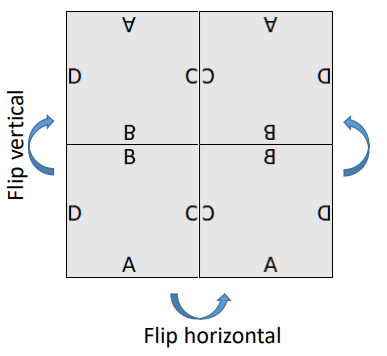 A A
D C C D
B B
B B
D C C D
A A
Flip vertical
Flip horizontal